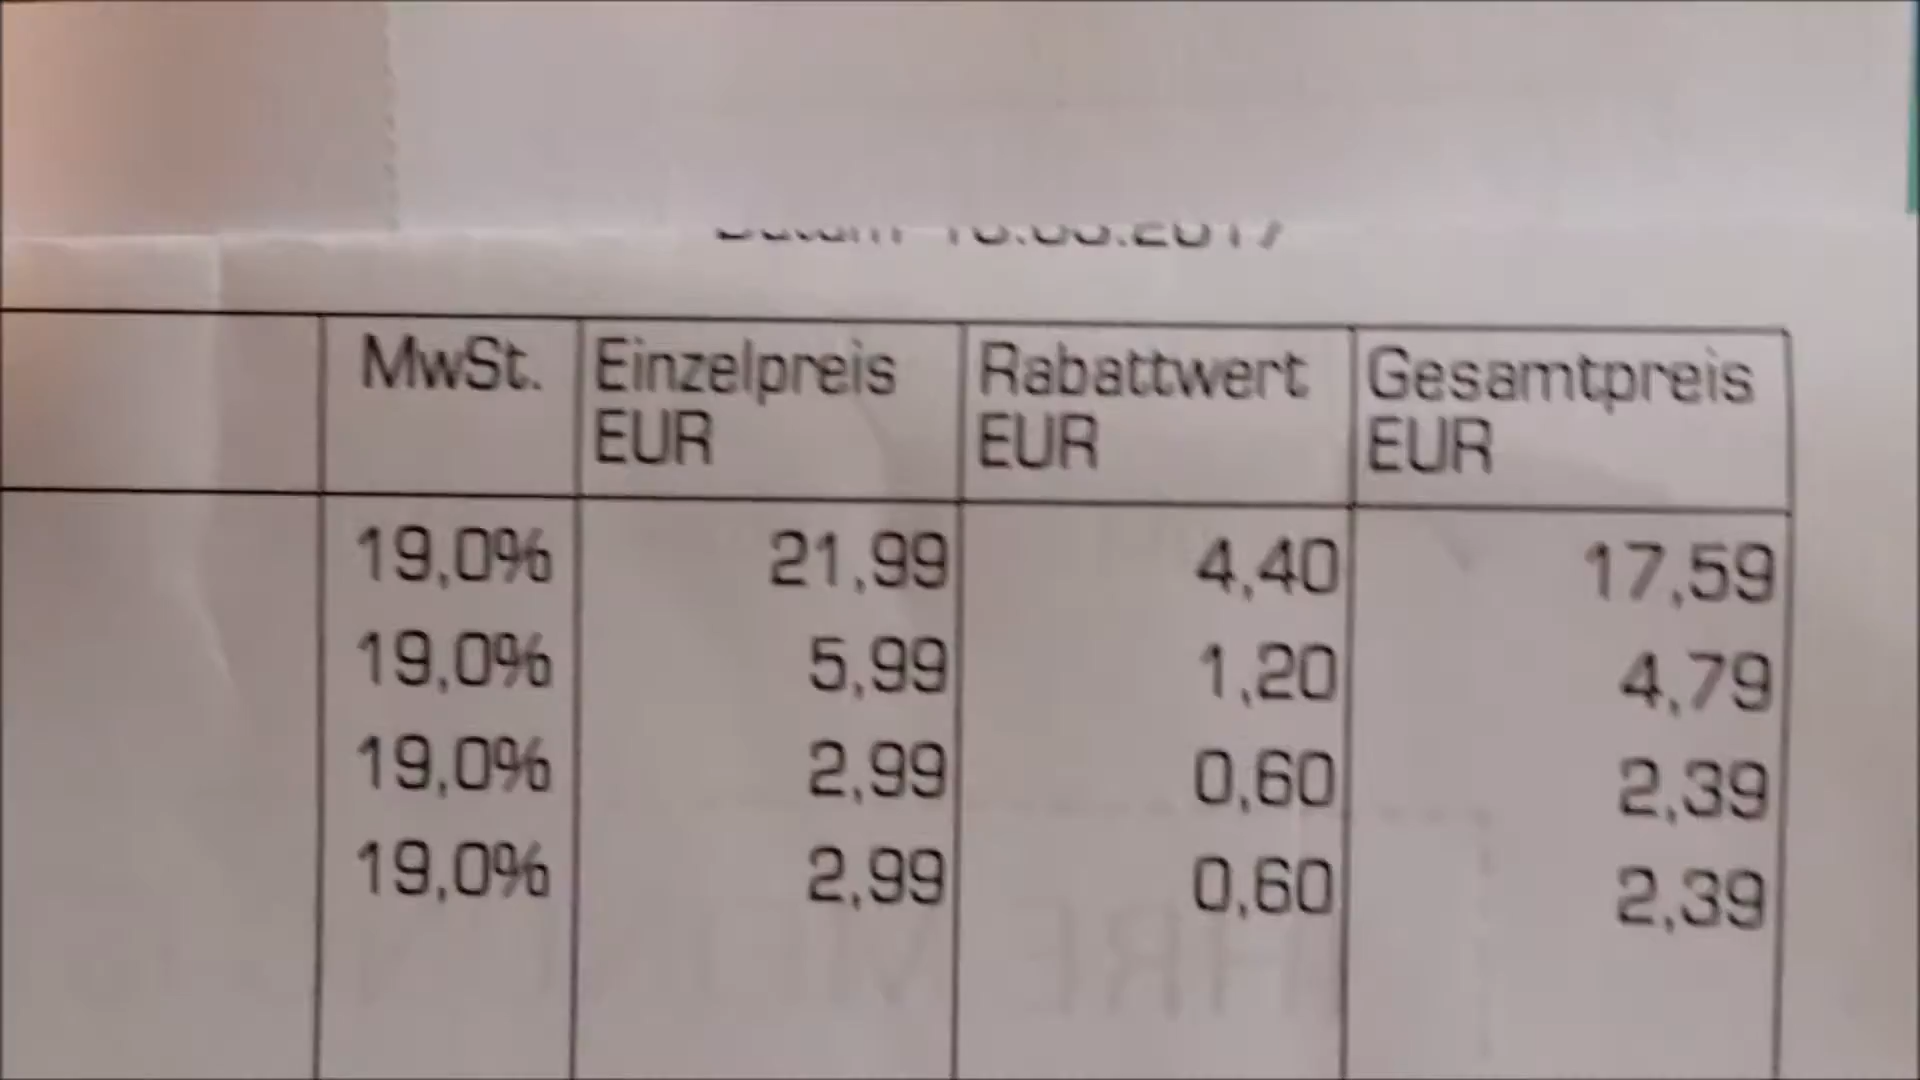 MwSt. Einzelpreis Rabattwert Gesamtpreis
EUR EUR EUR
19,0% 21,99 4,40 17,59
19,0% 5,99 1,20 4,79
19,0% 2,99 0,60 2,39
19,0% 2,99 0,60 2,39